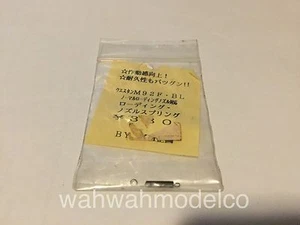 ☆作動感向上!
☆耐久性もバツグン!!
ウエスタンM92F・BL
ローディング・
ノズルスプリング
¥330
BY
wahwahmodelco